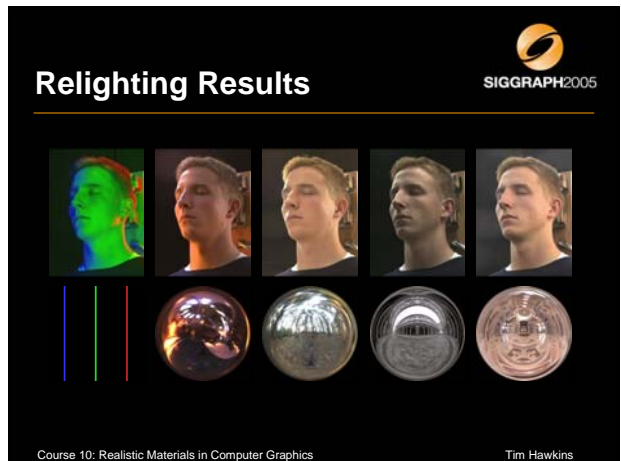 Relighting Results
SIGGRAPH2005
Course 10: Realistic Materials in Computer Graphics
Tim Hawkins